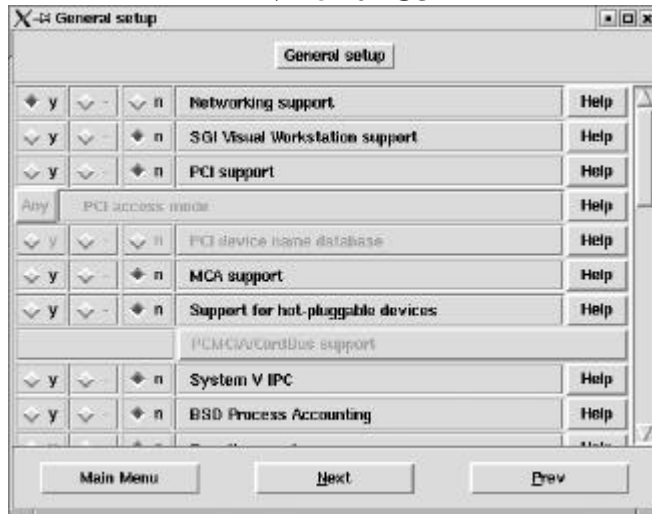 General setup
General setup
y - n Networking support Help
y - n SGI Visual Workstation support Help
y - n PCI support Help
Any PCI access mode Help
y - n PCI device name database Help
y - n MCA support Help
y - n Support for hot-pluggable devices Help
PCMCIA/CardBus support
y - n System V IPC Help
y - n BSD Process Accounting Help
Main Menu Next Prev